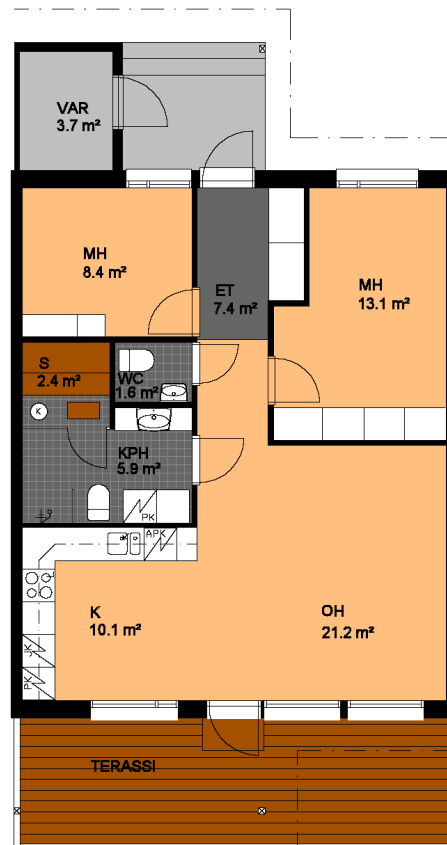 VAR
3.7 m²
MH
8.4 m²
ET
7.4 m²
MH
13.1 m²
S
2.4 m²
WC
1.6 m²
K
KPH
5.9 m²
PK
APK
K
10.1 m²
OH
21.2 m²
JK
PK
TERASSI